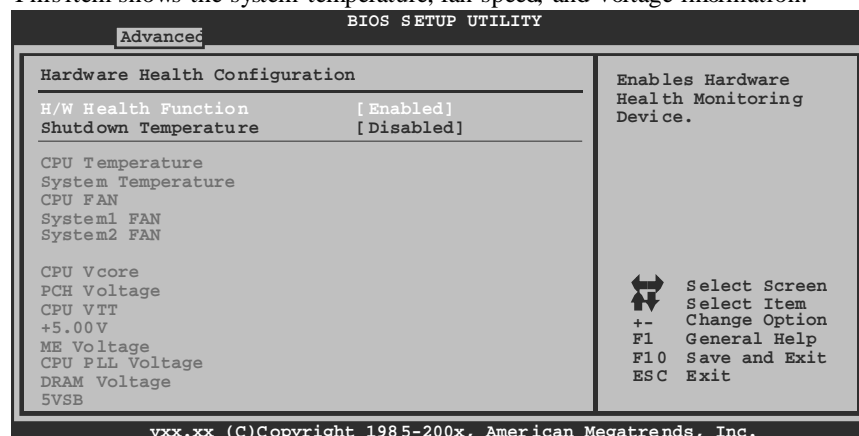 This item shows the system temperature, fan speed, and voltage information.
BIOS SETUP UTILITY
Advanced
Hardware Health Configuration
H/W Health Function [Enabled]
Shutdown Temperature [Disabled]
CPU Temperature
System Temperature
CPU FAN
System1 FAN
System2 FAN
CPU Vcore
PCH Voltage
CPU VTT
+5.00V
ME Voltage
CPU PLL Voltage
DRAM Voltage
5VSB
Enables Hardware
Health Monitoring
Device.
Select Screen
Select Item
+- Change Option
F1 General Help
F10 Save and Exit
ESC Exit
vxx.xx (C)Copyright 1985-200x, American Megatrends, Inc.